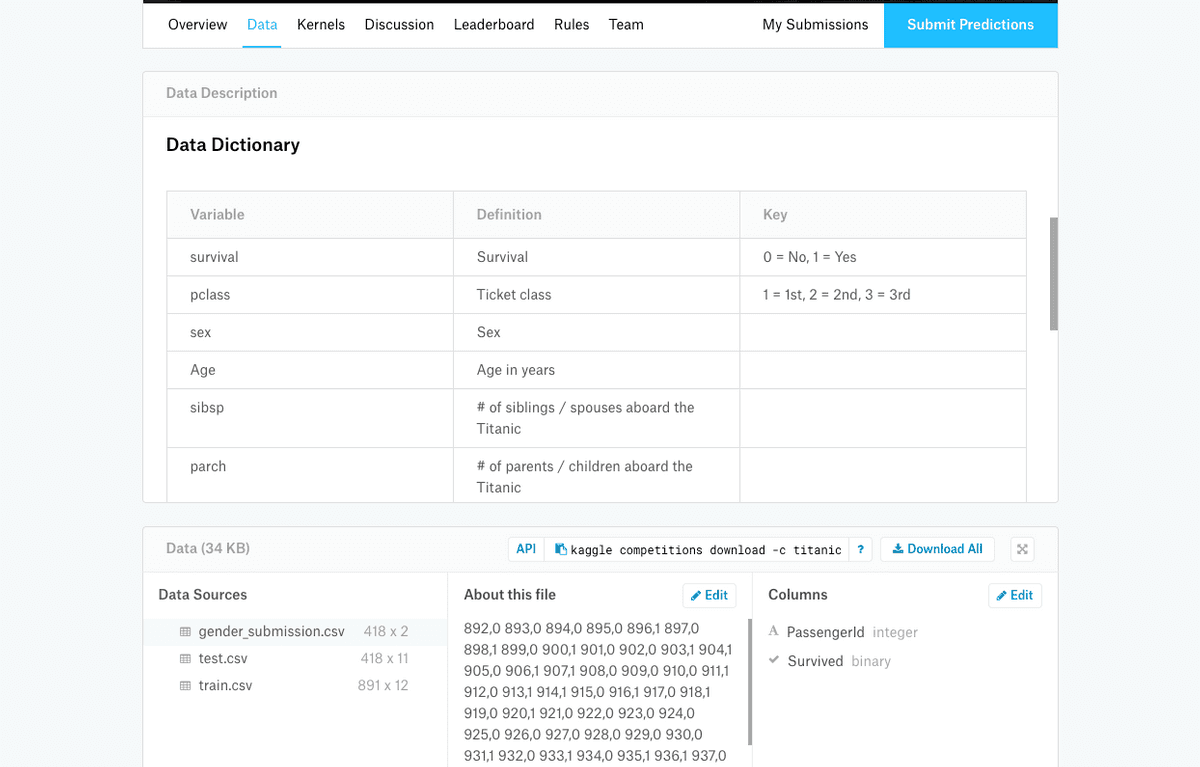 Overview Data Kernels Discussion Leaderboard Rules Team My Submissions Submit Predictions
Data Description
Data Dictionary
Variable Definition Key
survival Survival 0 = No, 1 = Yes
pclass Ticket class 1 = 1st, 2 = 2nd, 3 = 3rd
sex Sex
Age Age in years
sibsp # of siblings / spouses aboard the
Titanic
parch # of parents / children aboard the
Titanic
Data (34 KB) API kaggle competitions download -c titanic ? Download All
Data Sources
gender_submission.csv 418 x 2
test.csv 418 x 11
train.csv 891 x 12
About this file Edit
892,0 893,0 894,0 895,0 896,1 897,0
898,1 899,0 900,1 901,0 902,0 903,1 904,1
905,0 906,1 907,1 908,0 909,0 910,0 911,1
912,0 913,1 914,1 915,0 916,1 917,0 918,1
919,0 920,1 921,0 922,0 923,0 924,0
925,0 926,0 927,0 928,0 929,0 930,0
931,1 932,0 933,1 934,0 935,1 936,1 937,0
Columns Edit
A PassengerId integer
Survived binary